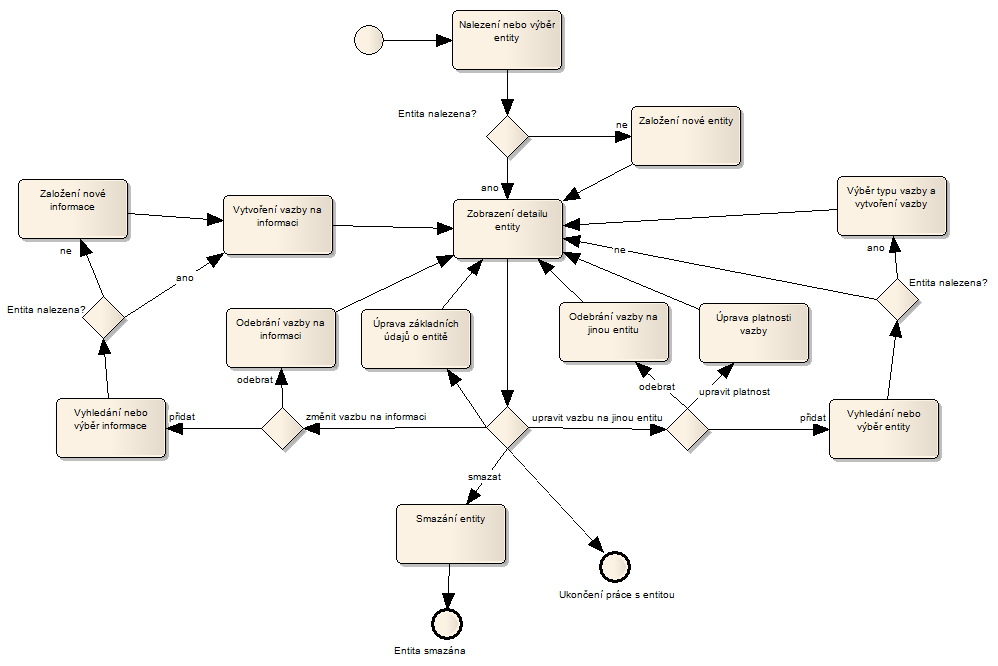 Nalezení nebo výběr
entity
Entita nalezena?
ne
Založení nové entity
ano
Založení nové
informace
Vytvoření vazby na
informaci
Zobrazení detailu
entity
Výběr typu vazby a
vytvoření vazby
ne
ano
ne
ano
Entita nalezena?
Entita nalezena?
Odebrání vazby na
informaci
Úprava základních
údajů o entitě
Odebrání vazby na
jinou entitu
Úprava platnosti
vazby
odebrat
odebrat
upravit platnost
Vyhledání nebo
výběr informace
přidat
změnit vazbu na informaci
upravit vazbu na jinou entitu
přidat
Vyhledání nebo
výběr entity
smazat
Smazání entity
Ukončení práce s entitou
Entita smazána